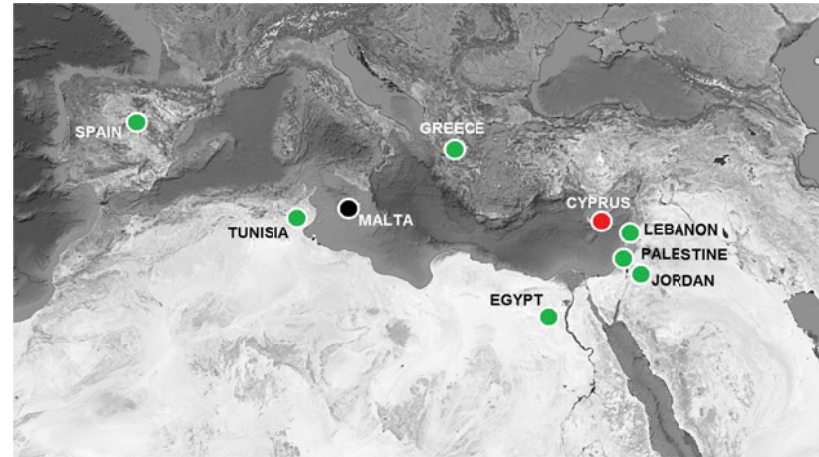 SPAIN
GREECE
CYPRUS
TUNISIA
MALTA
LEBANON
PALESTINE
JORDAN
EGYPT